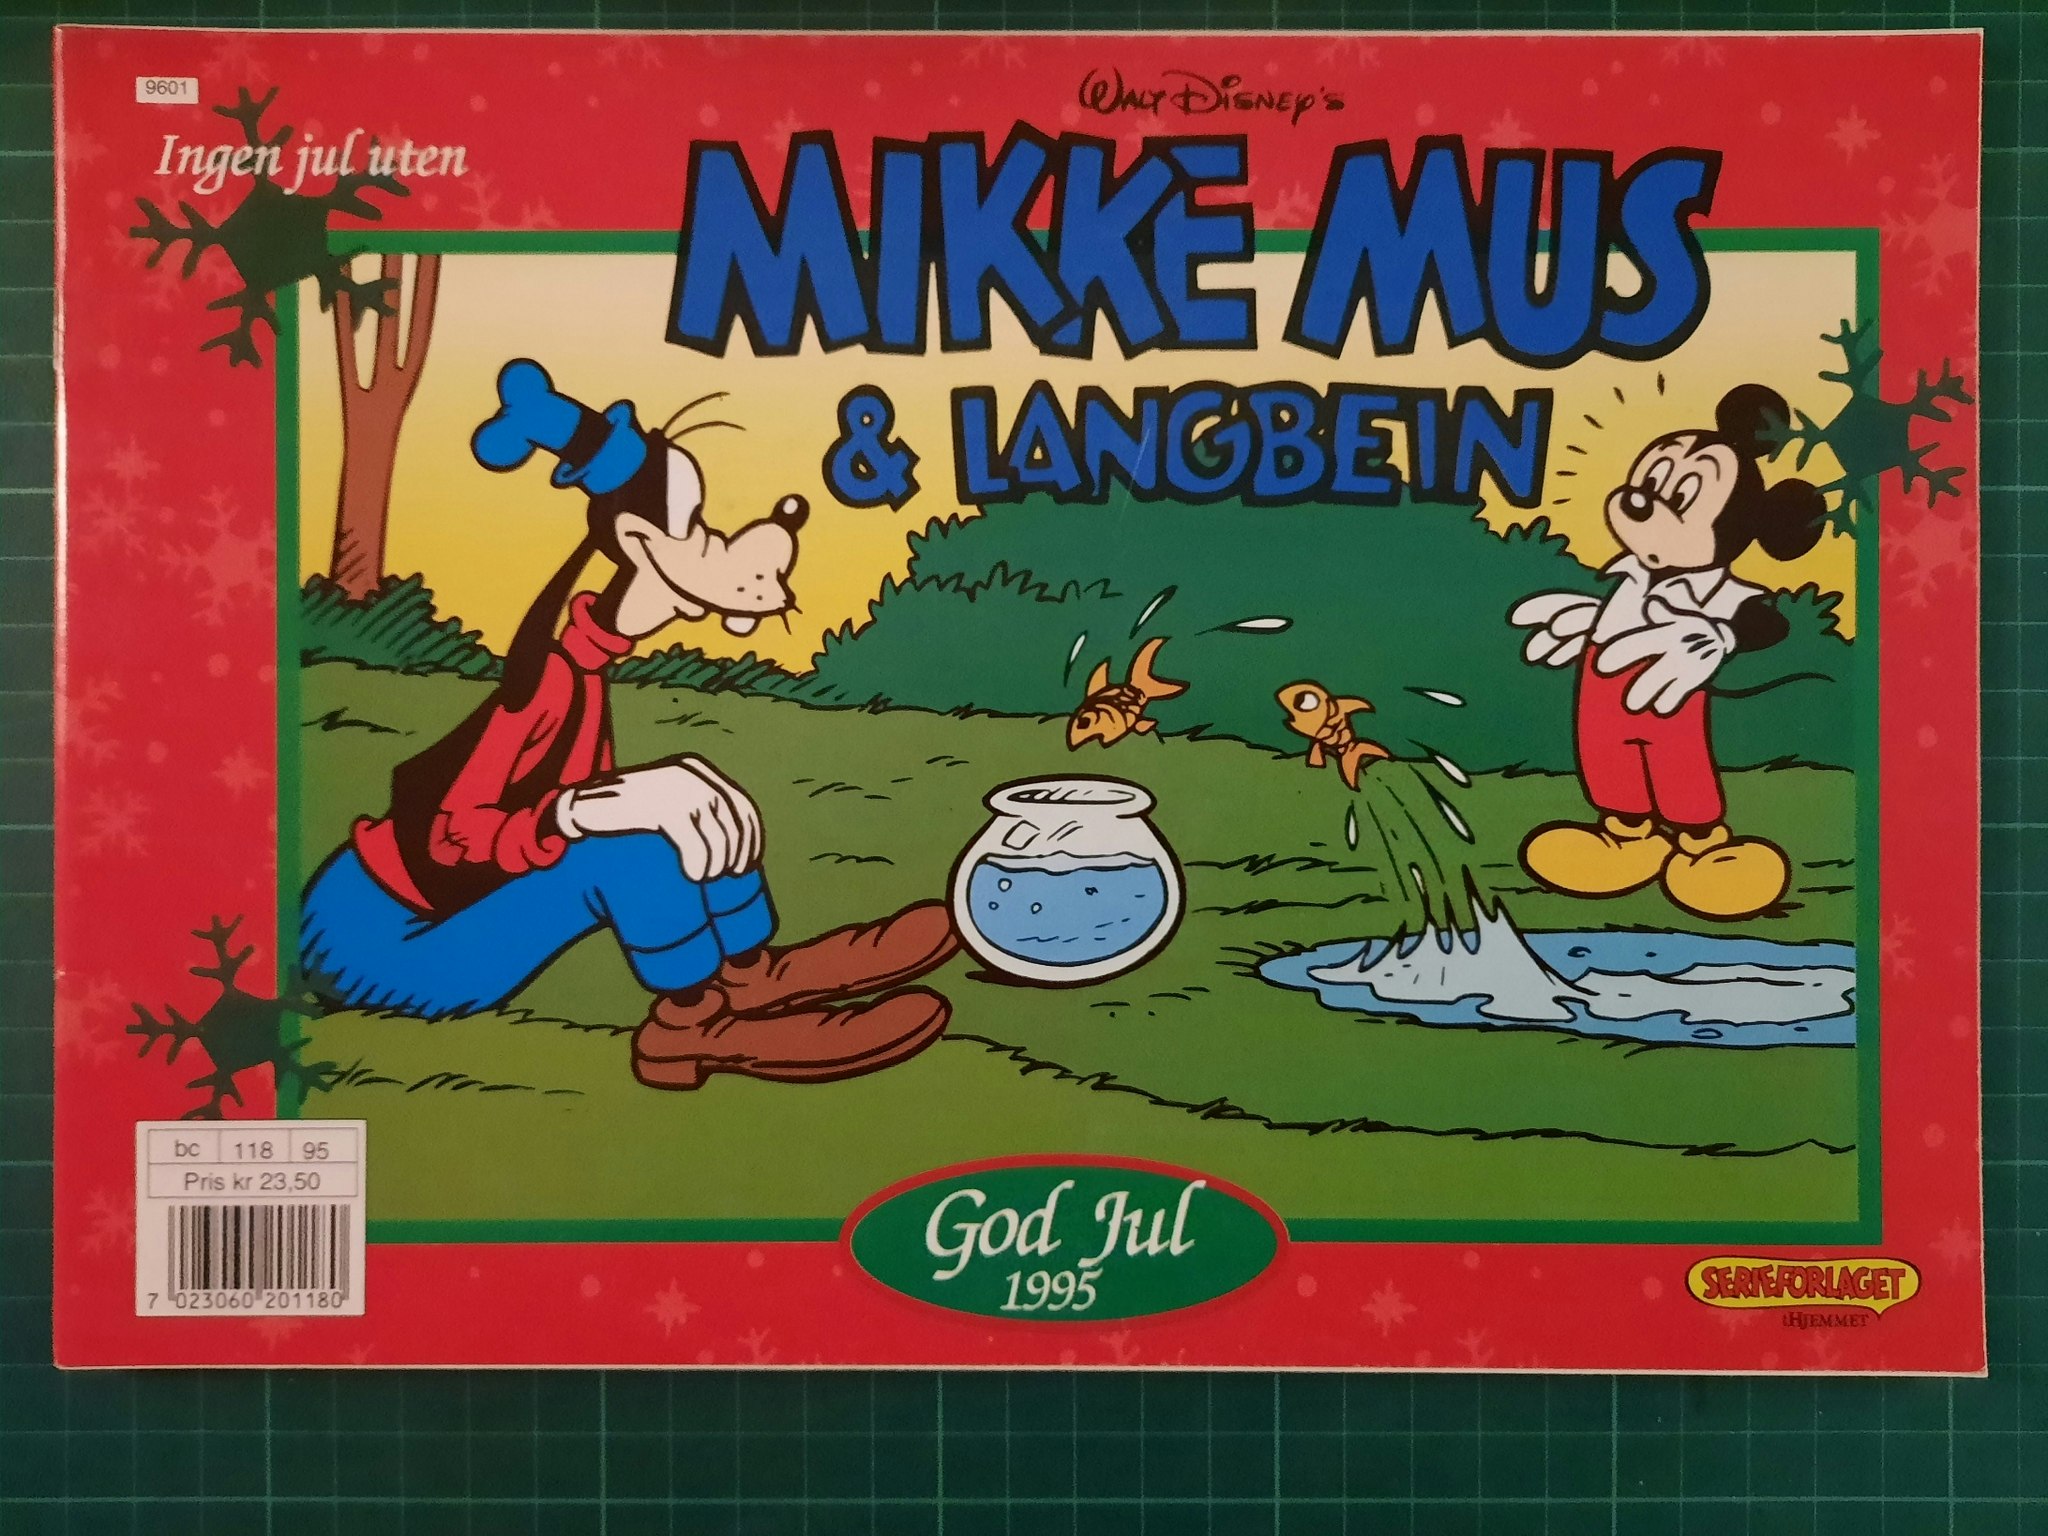 9601
Ingen jul uten
Walt Disney's
MIKKE MUS
& LANGBEIN
bc 118 95
Pris kr 23,50
7 023060 201180
God Jul
1995
SERIEFORLAGET
i HJEMMET